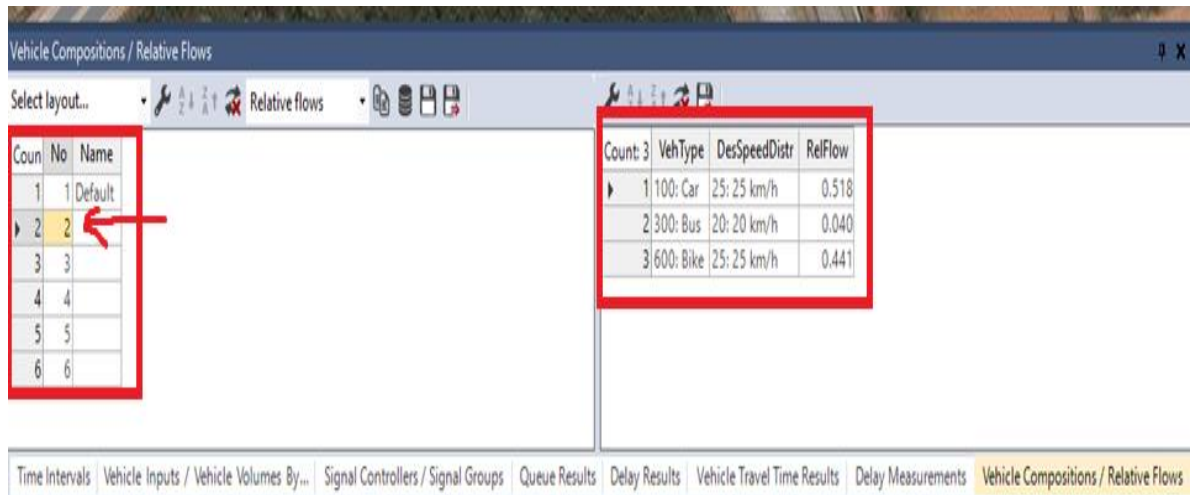 Vehicle Compositions / Relative Flows
Select layout... Relative flows
Coun No Name
1 1 Default
2 2
3 3
4 4
5 5
6 6
Count: 3 VehType DesSpeedDistr RelFlow
1 100: Car 25: 25 km/h 0.518
2 300: Bus 20: 20 km/h 0.040
3 600: Bike 25: 25 km/h 0.441
Time Intervals Vehicle Inputs / Vehicle Volumes By... Signal Controllers / Signal Groups Queue Results Delay Results Vehicle Travel Time Results Delay Measurements Vehicle Compositions / Relative Flows